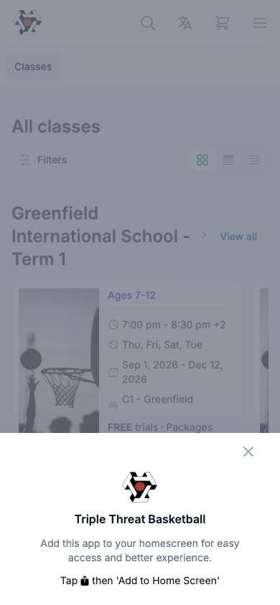 Classes
All classes
Filters
Greenfield
International School -
Term 1
View all
Ages 7-12
7:00 pm - 8:30 pm +2
Thu, Fri, Sat, Tue
Sep 1, 2026 - Dec 12,
2026
C1 - Greenfield
FREE trials · Packages
Triple Threat Basketball
Add this app to your homescreen for easy
access and better experience.
Tap then 'Add to Home Screen'